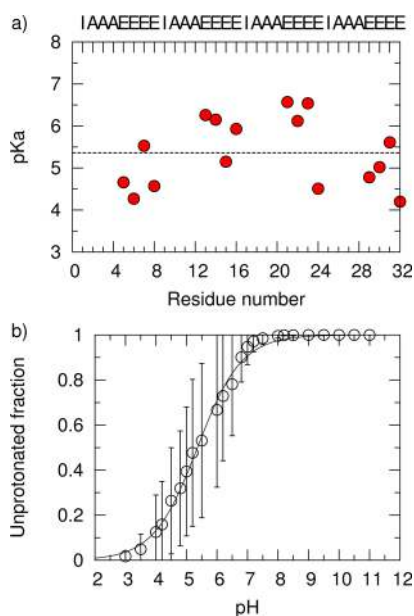 a) IAAAEEEEIAAAEEEEIAAAEEEEIAAAEEEE
8
7
6
5
4
3
pKa
0 4 8 12 16 20 24 28 32
Residue number
b)
1
0.8
0.6
0.4
0.2
0
Unprotonated fraction
2 3 4 5 6 7 8 9 10 11 12
pH